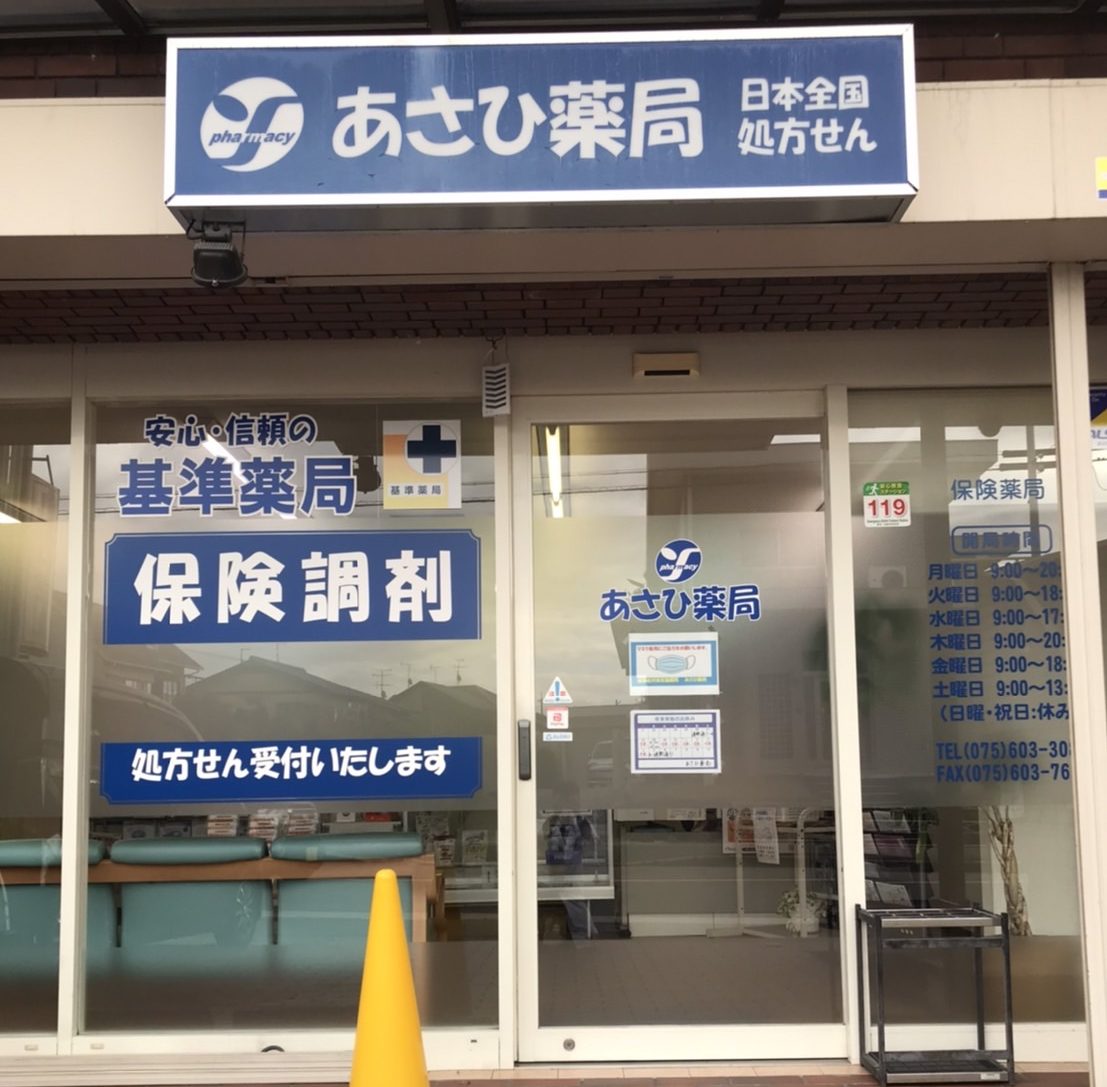 pharmacy
あさひ薬局
日本全国
処方せん
安心・信頼の
基準薬局
基準薬局
保険調剤
処方せん受付いたします
pharmacy
あさひ薬局
119
保険薬局
開局時間
月曜日 9:00〜20:
火曜日 9:00〜18:
水曜日 9:00〜17:
木曜日 9:00〜20:
金曜日 9:00〜18:
土曜日 9:00〜13:
(日曜・祝日:休み
TEL(075)603-30
FAX(075)603-76